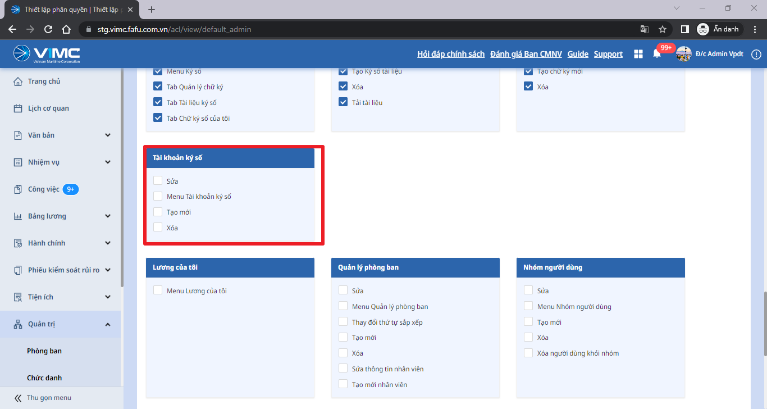 Thiết lập phân quyền | Thiết lập
stg.vimc.fafu.com.vn/acl/view/default_admin
Ẩn danh
VIMC
Hỏi đáp chính sách
Đánh giá Ban CMNV
Guide
Support
99+
Đ/c Admin Vpdt
Trang chủ
Lịch cơ quan
Văn bản
Nhiệm vụ
Công việc 9+
Bảng lương
Hành chính
Phiếu kiểm soát rủi ro
Tiện ích
Quản trị
Phòng ban
Chức danh
Thu gọn menu
Menu Ký số
Tab Quản lý chữ ký
Tab Tài liệu ký số
Tab Chữ ký số của tôi
Tạo Ký số tài liệu
Xóa
Tải tài liệu
Tạo chữ ký mới
Xóa
Tài khoản ký số
Sửa
Menu Tài khoản ký số
Tạo mới
Xóa
Lương của tôi
Menu Lương của tôi
Quản lý phòng ban
Sửa
Menu Quản lý phòng ban
Thay đổi thứ tự sắp xếp
Tạo mới
Xóa
Sửa thông tin nhân viên
Tạo mới nhân viên
Nhóm người dùng
Sửa
Menu Nhóm người dùng
Tạo mới
Xóa
Xóa người dùng khỏi nhóm